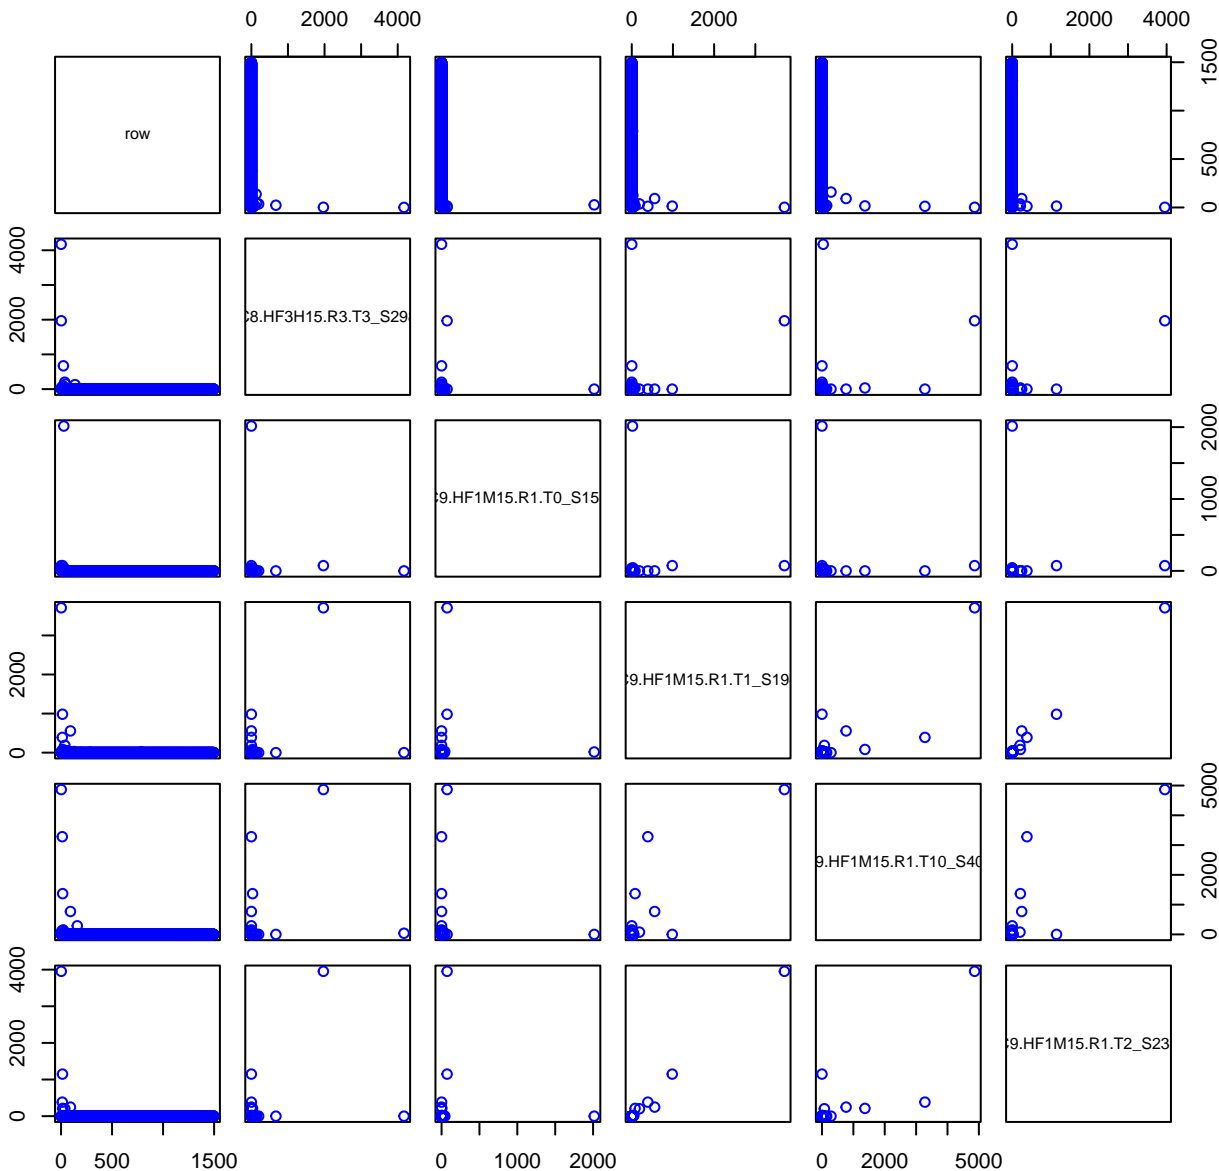 0 2000 4000 0 2000 0 2000 4000
row
0 500 1500
0 2000 4000
C8.HF3H15.R3.T3_S29
C9.HF1M15.R1.T0_S15
0 1000 2000
0 2000
C9.HF1M15.R1.T1_S19
9.HF1M15.R1.T10_S40
0 2000 5000
0 2000 4000
C9.HF1M15.R1.T2_S23
0 500 1500 0 1000 2000 0 2000 5000